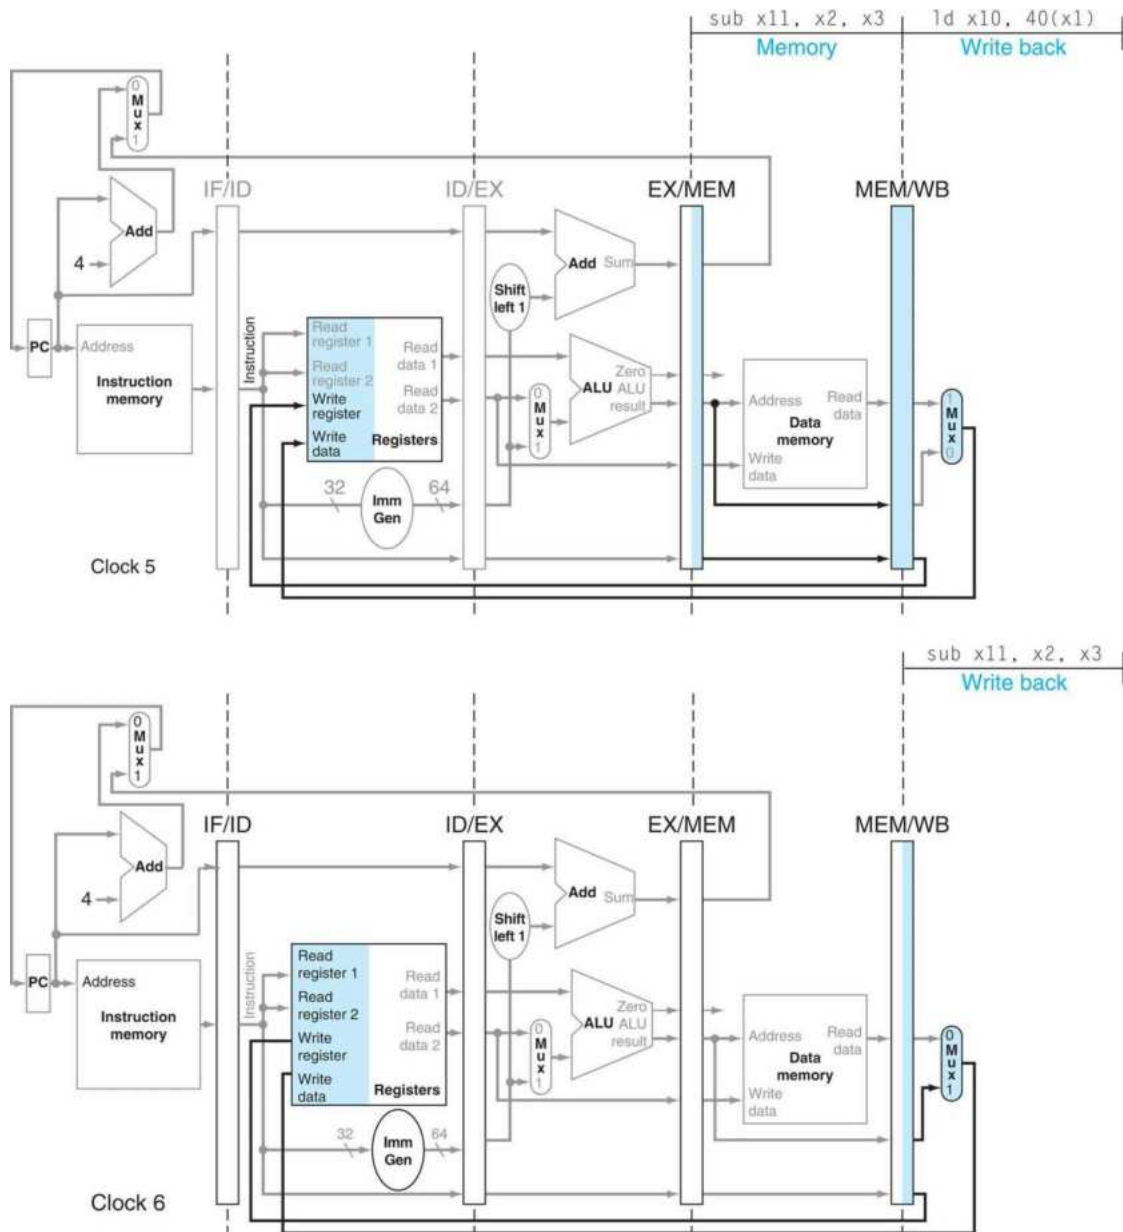 sub x11, x2, x3
ld x10, 40(x1)
Memory
Write back
0
Mux
1
IF/ID
ID/EX
EX/MEM
MEM/WB
Add
4
Add Sum
Shift
left 1
PC
Address
Instruction
memory
Instruction
Read
register 1
Read
register 2
Write
register
Write
data
Read
data 1
Read
data 2
Registers
0
Mux
1
Zero
ALU ALU
result
Address
Read
data
Data
memory
Write
data
1
Mux
0
32
Imm
Gen
64
Clock 5
sub x11, x2, x3
Write back
0
Mux
1
IF/ID
ID/EX
EX/MEM
MEM/WB
Add
4
Add Sum
Shift
left 1
PC
Address
Instruction
memory
Instruction
Read
register 1
Read
register 2
Write
register
Write
data
Read
data 1
Read
data 2
Registers
0
Mux
1
Zero
ALU ALU
result
Address
Read
data
Data
memory
Write
data
0
Mux
1
32
Imm
Gen
64
Clock 6